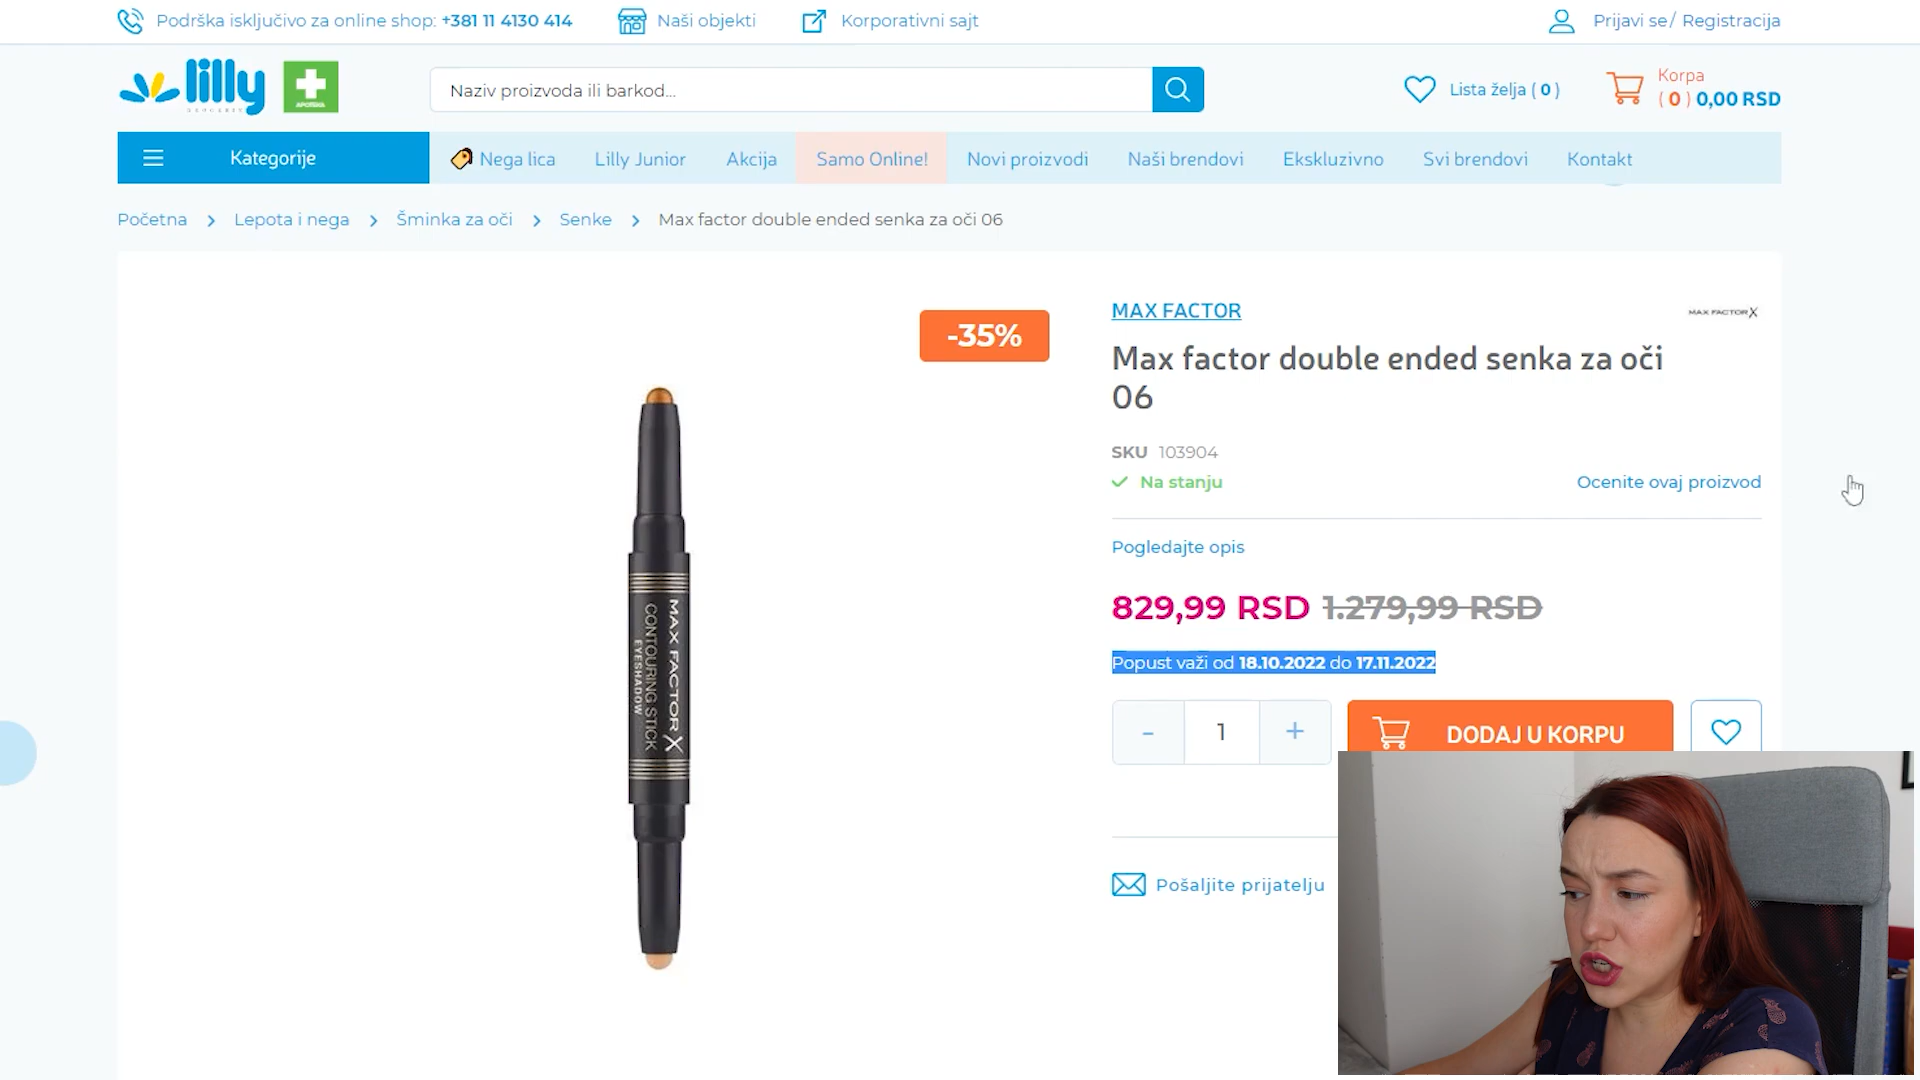 Podrška isključivo za online shop: +381 11 4130 414
Naši objekti
Korporativni sajt
Prijavi se/ Registracija
lilly
APOTEKA
Naziv proizvoda ili barkod...
Lista želja ( 0 )
Korpa
( 0 ) 0,00 RSD
Kategorije
Nega lica
Lilly Junior
Akcija
Samo Online!
Novi proizvodi
Naši brendovi
Ekskluzivno
Svi brendovi
Kontakt
Početna > Lepota i nega > Šminka za oči > Senke > Max factor double ended senka za oči 06
-35%
MAX FACTOR
MAX FACTOR X
Max factor double ended senka za oči
06
SKU 103904
Na stanju
Ocenite ovaj proizvod
Pogledajte opis
829,99 RSD 1.279,99 RSD
Popust važi od 18.10.2022 do 17.11.2022
- 1 +
DODAJ U KORPU
Pošaljite prijatelju
MAX FACTOR X
CONTOURING STICK
EYESHADOW